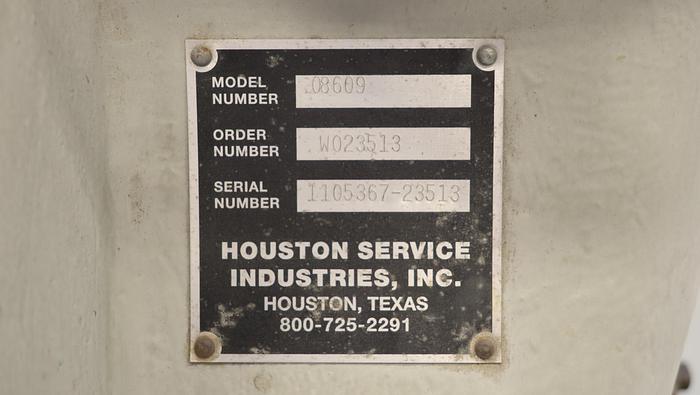 MODEL NUMBER 08609
ORDER NUMBER W023513
SERIAL NUMBER 1105367-23513
HOUSTON SERVICE
INDUSTRIES, INC.
HOUSTON, TEXAS
800-725-2291